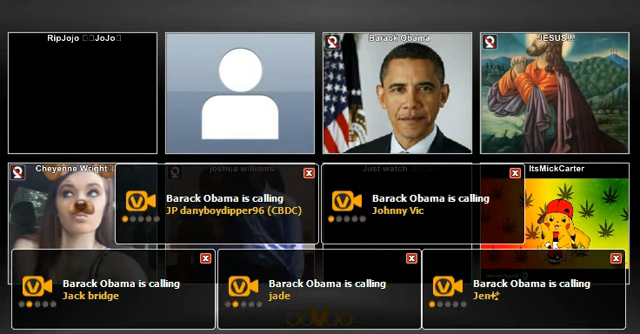 RipJojo JoJo
Barack Obama
JESUS!!!
Cheyenne Wright
joshua williams
Just watch
ItsMickCarter
Barack Obama is calling
JP danyboydipper96 (CBDC)
Barack Obama is calling
Johnny Vic
Barack Obama is calling
Jack bridge
Barack Obama is calling
jade
Barack Obama is calling
Jen
ooVoo